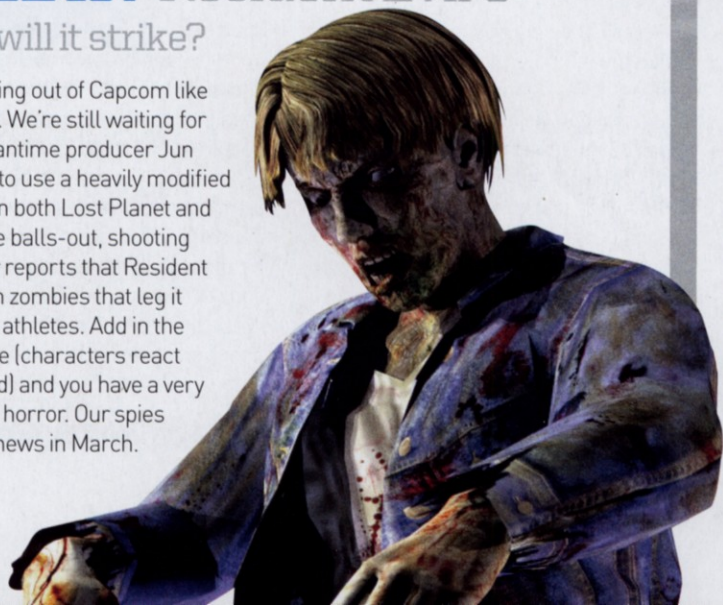 will it strike?
ing out of Capcom like
. We're still waiting for
antime producer Jun
to use a heavily modified
n both Lost Planet and
e balls-out, shooting
reports that Resident
n zombies that leg it
athletes. Add in the
e (characters react
d) and you have a very
horror. Our spies
news in March.